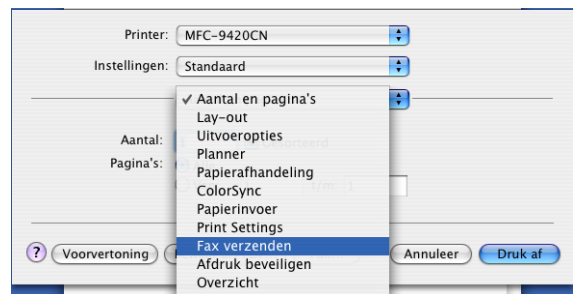 Printer: MFC-9420CN
Instellingen: Standaard
✓ Aantal en pagina's
Lay-out
Aantal: Uitvoeropties
Planner
Pagina's: Papierafhandeling
ColorSync
Papierinvoer
Print Settings
Fax verzenden
? Voorvertoning Annuleer Druk af
Afdruk beveiligen
Overzicht